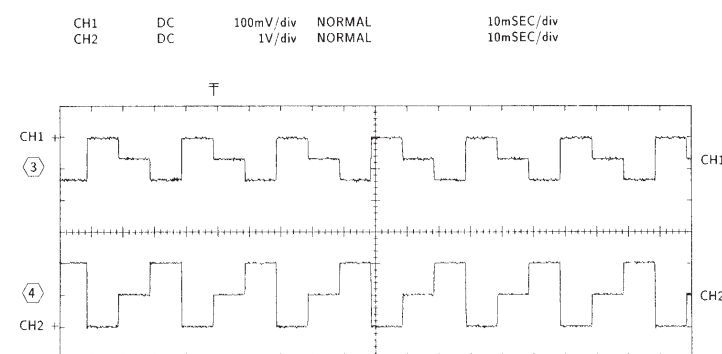 CH1 DC 100mV/div NORMAL 10mSEC/div
CH2 DC 1V/div NORMAL 10mSEC/div
CH1
3
CH1
4
CH2
CH2